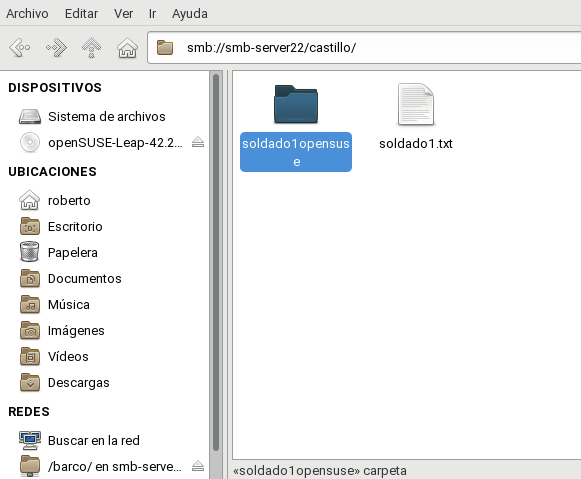 Archivo Editar Ver Ir Ayuda
smb://smb-server22/castillo/
DISPOSITIVOS
Sistema de archivos
openSUSE-Leap-42.2...
UBICACIONES
roberto
Escritorio
Papelera
Documentos
Música
Imágenes
Vídeos
Descargas
REDES
Buscar en la red
/barco/ en smb-serve...
soldado1opensus
e
soldado1.txt
«soldado1opensuse» carpeta